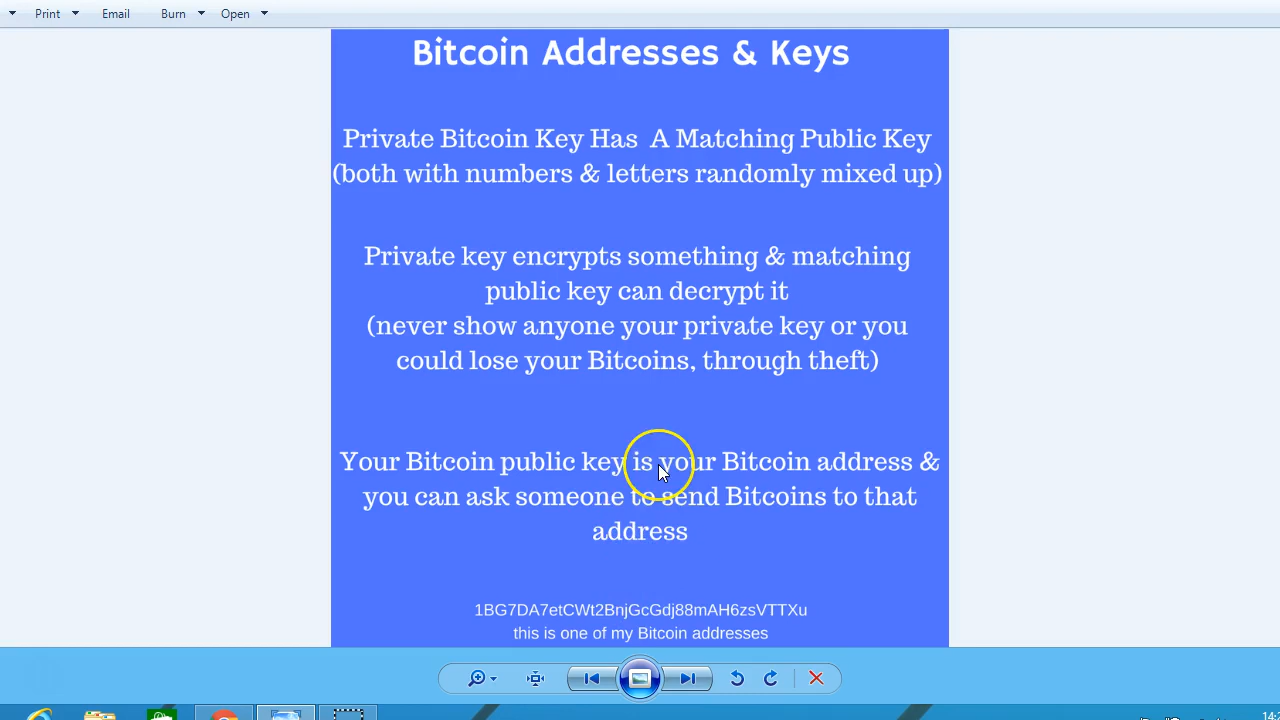 Print Email Burn Open
Bitcoin Addresses & Keys
Private Bitcoin Key Has A Matching Public Key
(both with numbers & letters randomly mixed up)
Private key encrypts something & matching
public key can decrypt it
(never show anyone your private key or you
could lose your Bitcoins, through theft)
Your Bitcoin public key is your Bitcoin address &
you can ask someone to send Bitcoins to that
address
1BG7DA7etCWt2BnjGcGdj88mAH6zsVTTXu
this is one of my Bitcoin addresses